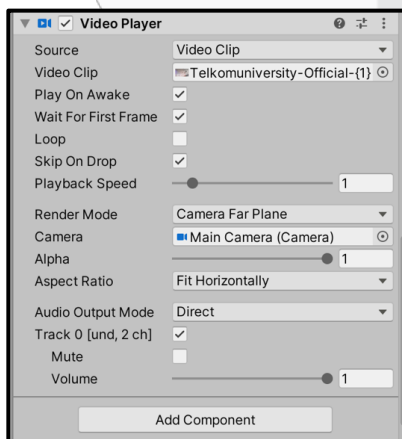 Video Player
Source Video Clip
Video Clip Telkomuniversity-Official-{1}
Play On Awake
Wait For First Frame
Loop
Skip On Drop
Playback Speed 1
Render Mode Camera Far Plane
Camera Main Camera (Camera)
Alpha 1
Aspect Ratio Fit Horizontally
Audio Output Mode Direct
Track 0 [und, 2 ch]
Mute
Volume 1
Add Component